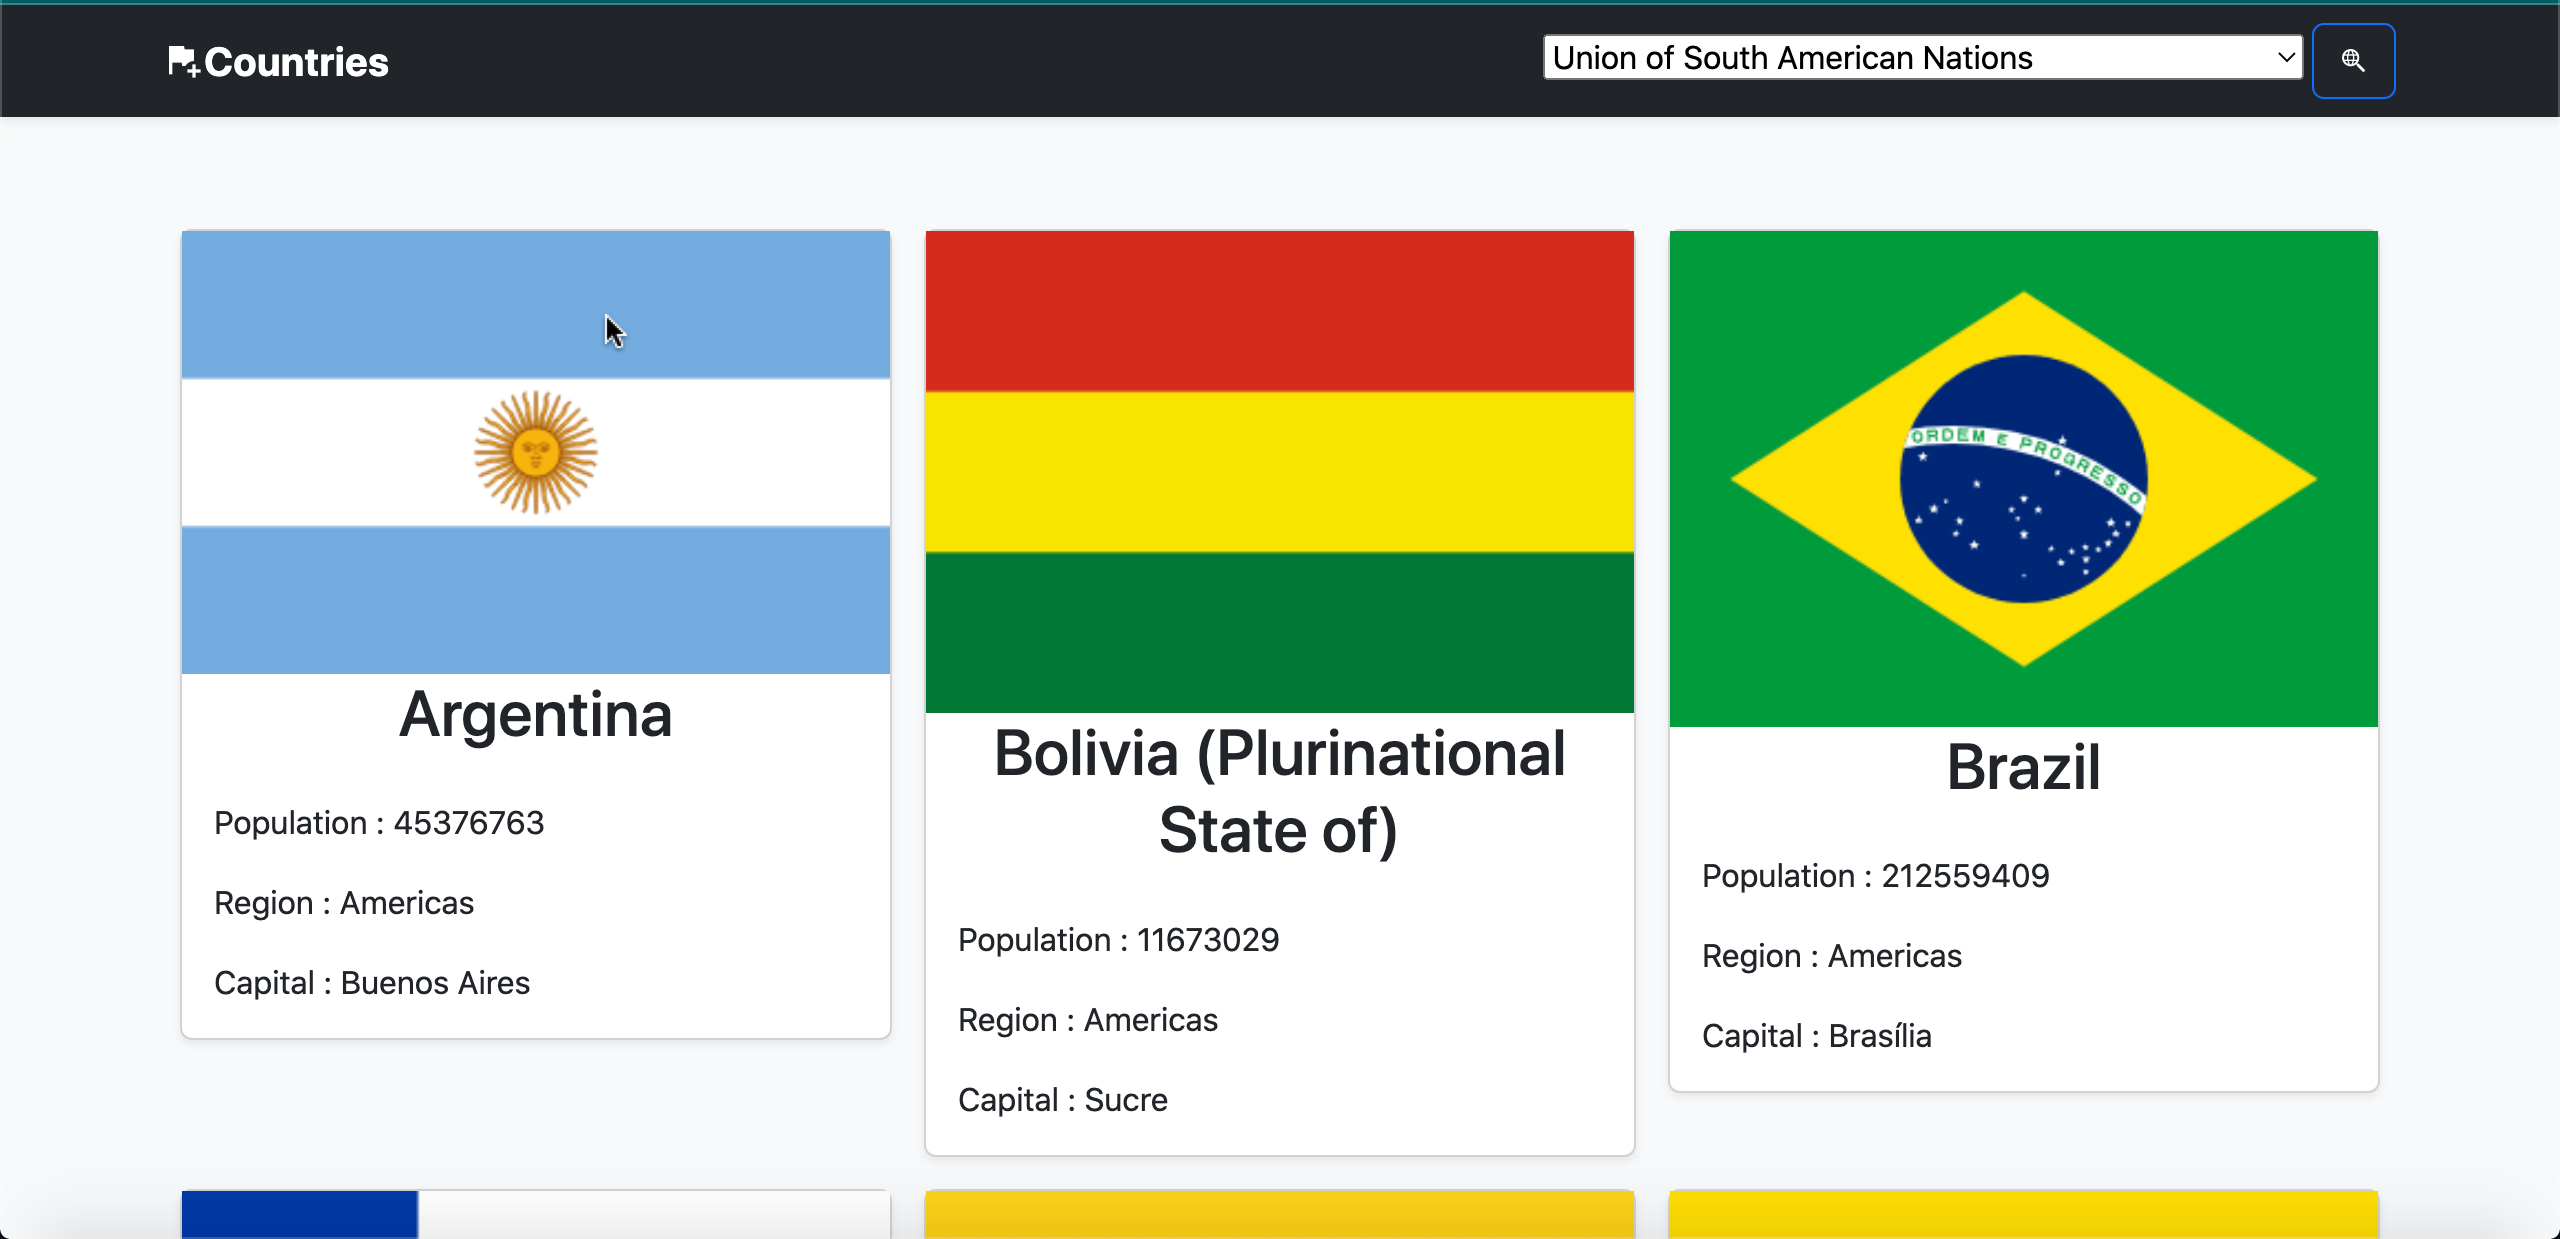 Countries
Union of South American Nations
ORDEM E PROGRESSO
Argentina
Population : 45376763
Region : Americas
Capital : Buenos Aires
Bolivia (Plurinational
State of)
Population : 11673029
Region : Americas
Capital : Sucre
Brazil
Population : 212559409
Region : Americas
Capital : Brasília